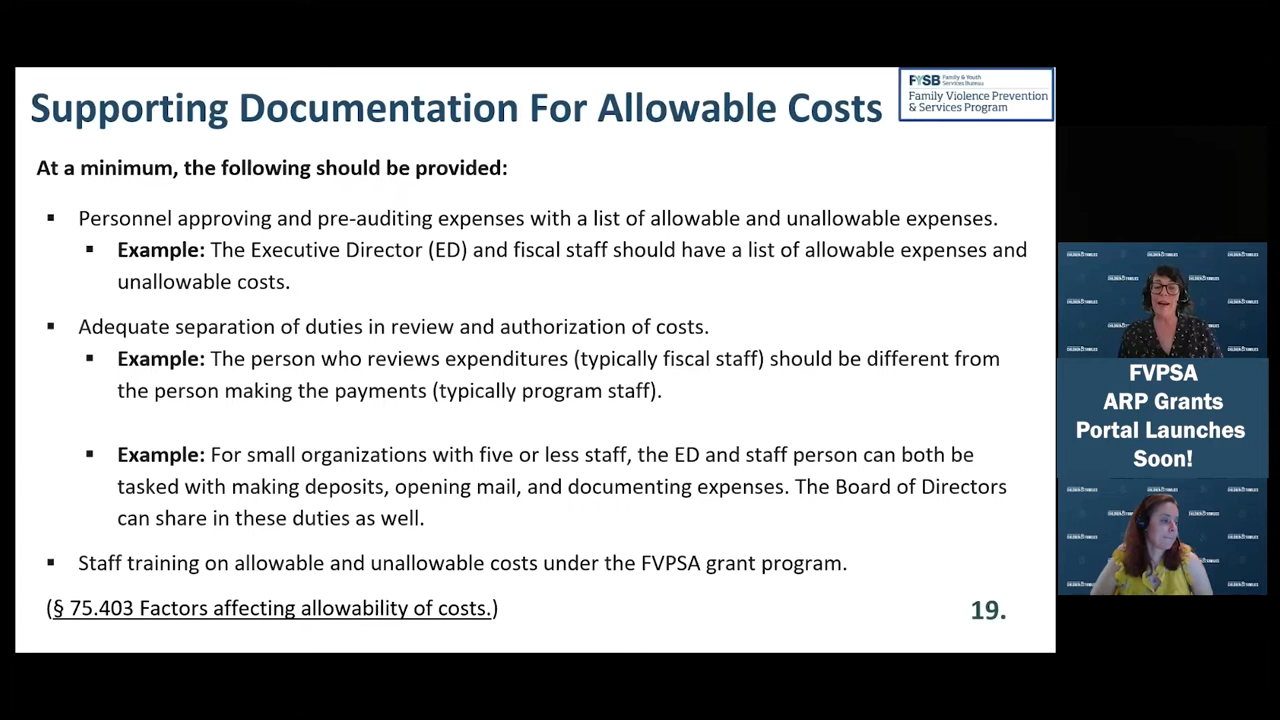 Supporting Documentation For Allowable Costs
FYSB Family & Youth
Services Bureau
Family Violence Prevention
& Services Program
At a minimum, the following should be provided:
▪ Personnel approving and pre-auditing expenses with a list of allowable and unallowable expenses.
▪ Example: The Executive Director (ED) and fiscal staff should have a list of allowable expenses and
unallowable costs.
▪ Adequate separation of duties in review and authorization of costs.
▪ Example: The person who reviews expenditures (typically fiscal staff) should be different from
the person making the payments (typically program staff).
▪ Example: For small organizations with five or less staff, the ED and staff person can both be
tasked with making deposits, opening mail, and documenting expenses. The Board of Directors
can share in these duties as well.
▪ Staff training on allowable and unallowable costs under the FVPSA grant program.
(§ 75.403 Factors affecting allowability of costs.)
19.
FVPSA
ARP Grants
Portal Launches
Soon!